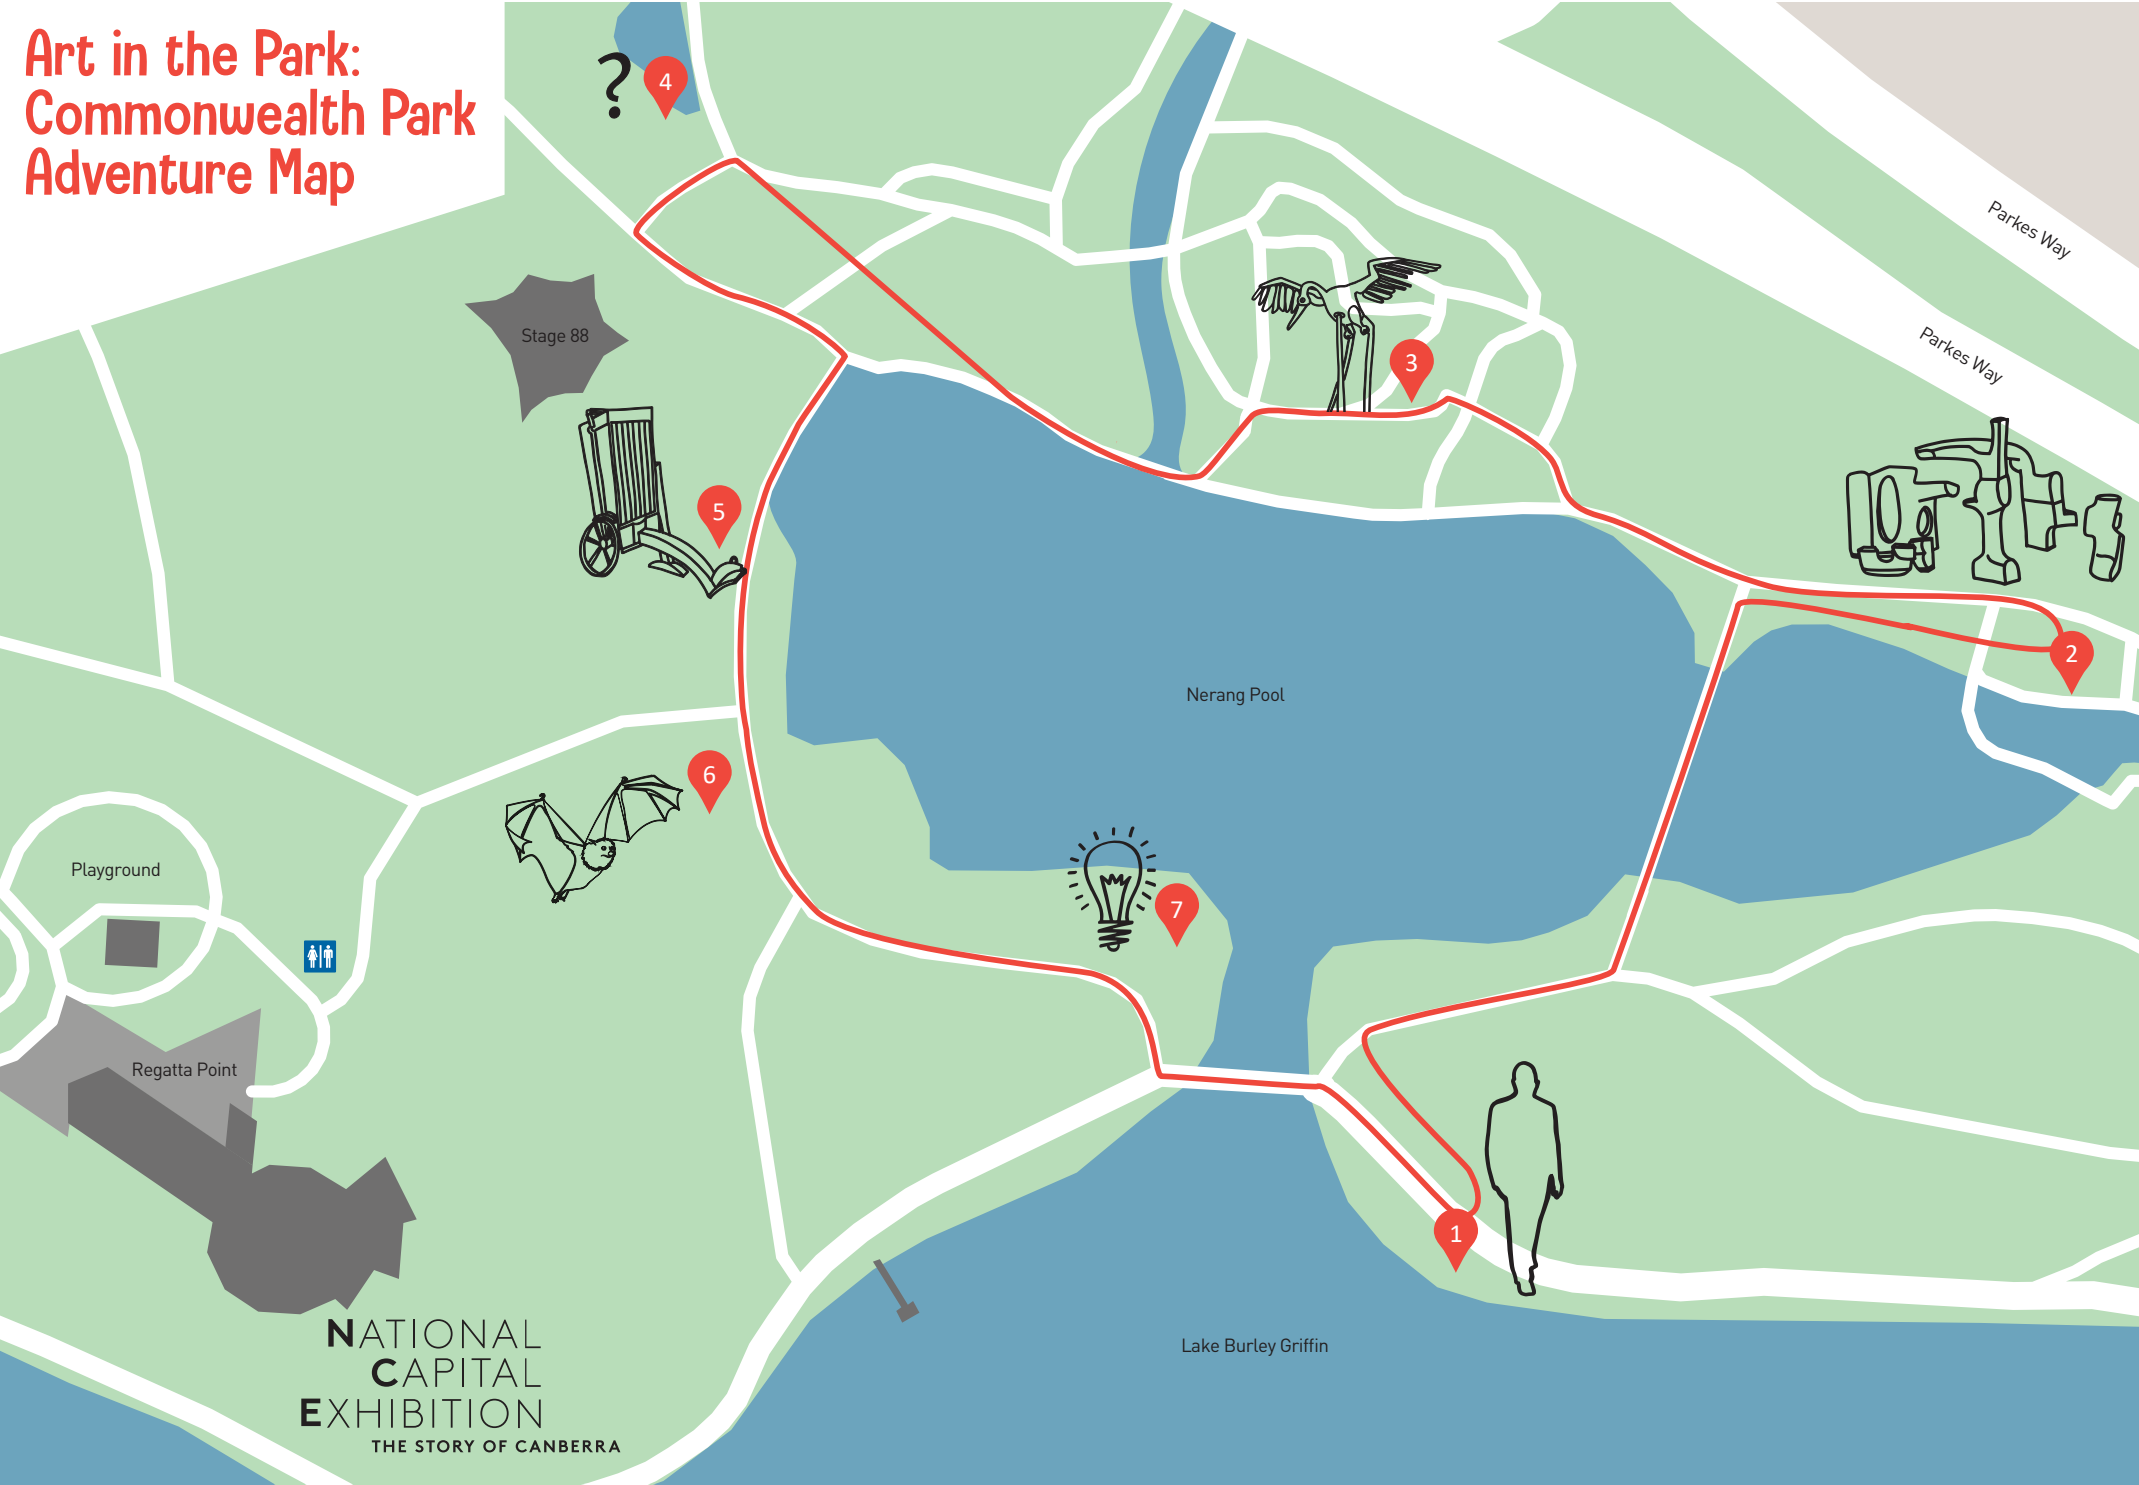 Art in the Park:
Commonwealth Park
Adventure Map
?
4
Parkes Way
Stage 88
3
Parkes Way
5
2
Nerang Pool
6
Playground
7
Regatta Point
1
NATIONAL
CAPITAL
EXHIBITION
THE STORY OF CANBERRA
Lake Burley Griffin